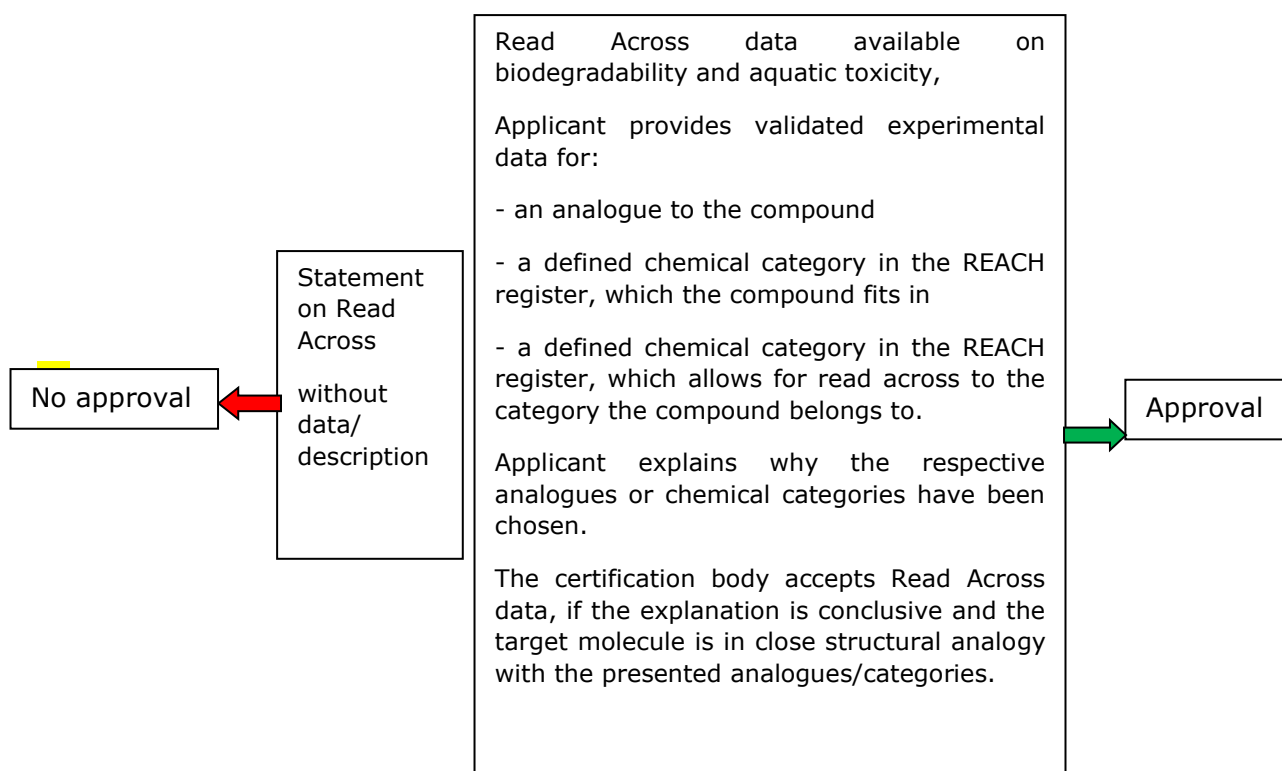 No approval
Statement
on Read
Across
without
data/
description
Read Across data available on
biodegradability and aquatic toxicity,
Applicant provides validated experimental
data for:
- an analogue to the compound
- a defined chemical category in the REACH
register, which the compound fits in
- a defined chemical category in the REACH
register, which allows for read across to the
category the compound belongs to.
Applicant explains why the respective
analogues or chemical categories have been
chosen.
The certification body accepts Read Across
data, if the explanation is conclusive and the
target molecule is in close structural analogy
with the presented analogues/categories.
Approval